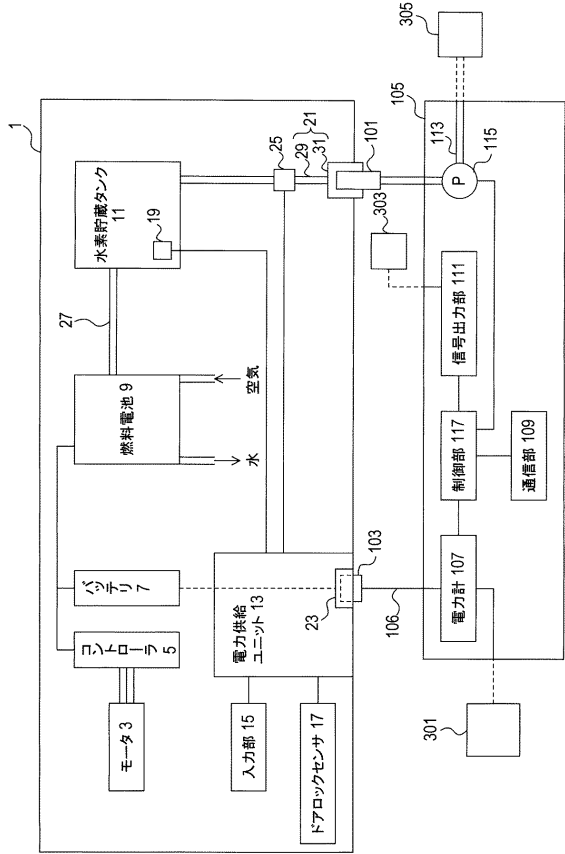 1
モータ 3
コントローラ
5
バッテリ
7
燃料電池 9
水
空気
27
水素貯蔵タンク
11
19
25
29
21
31
入力部 15
ドアロックセンサ 17
電力供給
ユニット 13
23
103
106
303
101
105
電力計 107
制御部 117
通信部 109
信号出力部 111
P
113
115
301
305